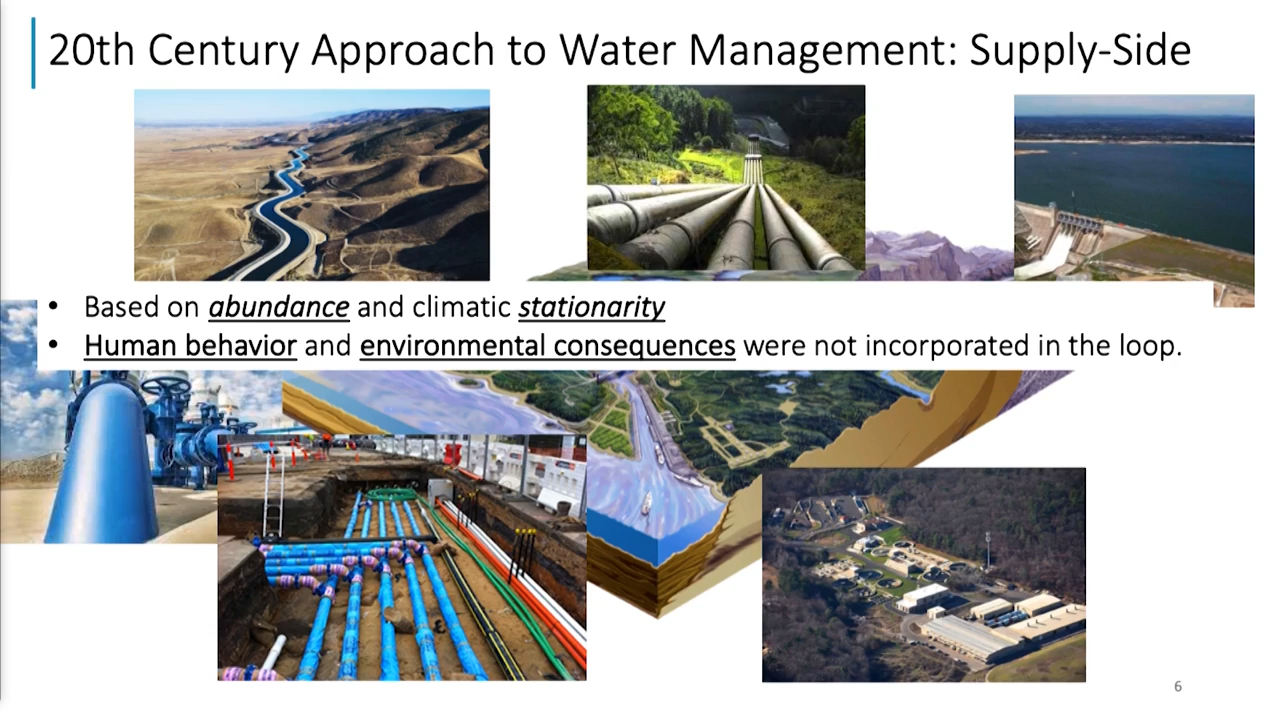 20th Century Approach to Water Management: Supply-Side
• Based on abundance and climatic stationarity
• Human behavior and environmental consequences were not incorporated in the loop.
6